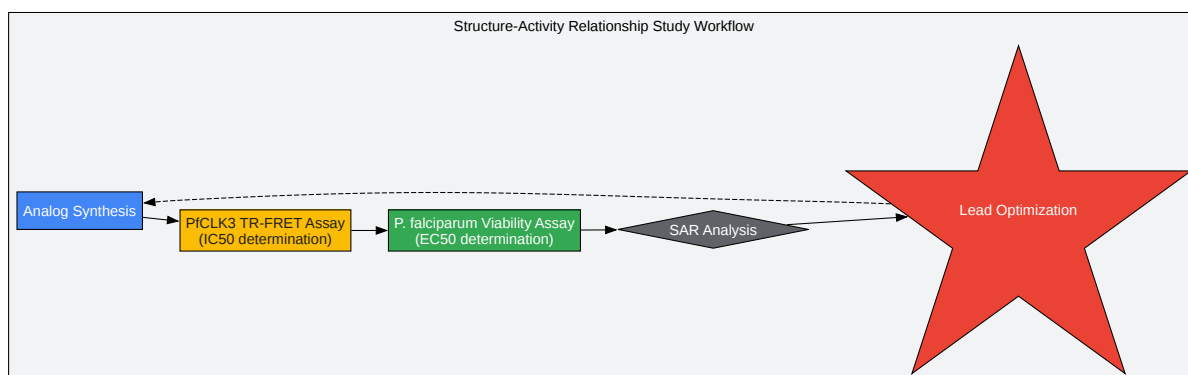 Structure-Activity Relationship Study Workflow
Analog Synthesis
PfCLK3 TR-FRET Assay
(IC50 determination)
P. falciparum Viability Assay
(EC50 determination)
SAR Analysis
Lead Optimization